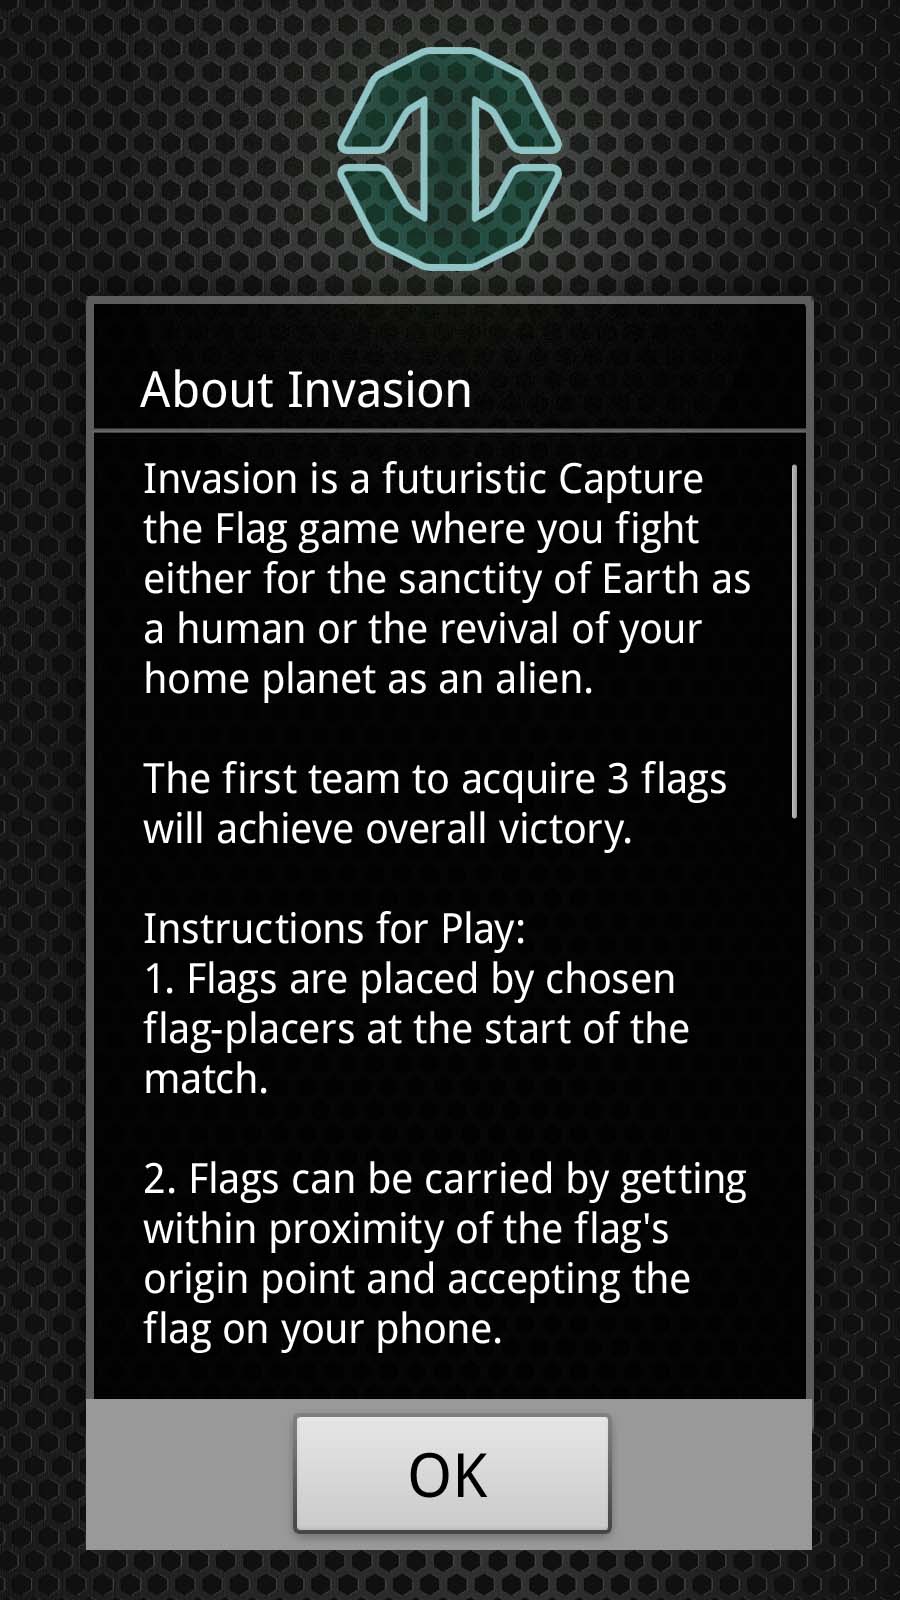 About Invasion
Invasion is a futuristic Capture
the Flag game where you fight
either for the sanctity of Earth as
a human or the revival of your
home planet as an alien.
The first team to acquire 3 flags
will achieve overall victory.
Instructions for Play:
1. Flags are placed by chosen
flag-placers at the start of the
match.
2. Flags can be carried by getting
within proximity of the flag's
origin point and accepting the
flag on your phone.
OK